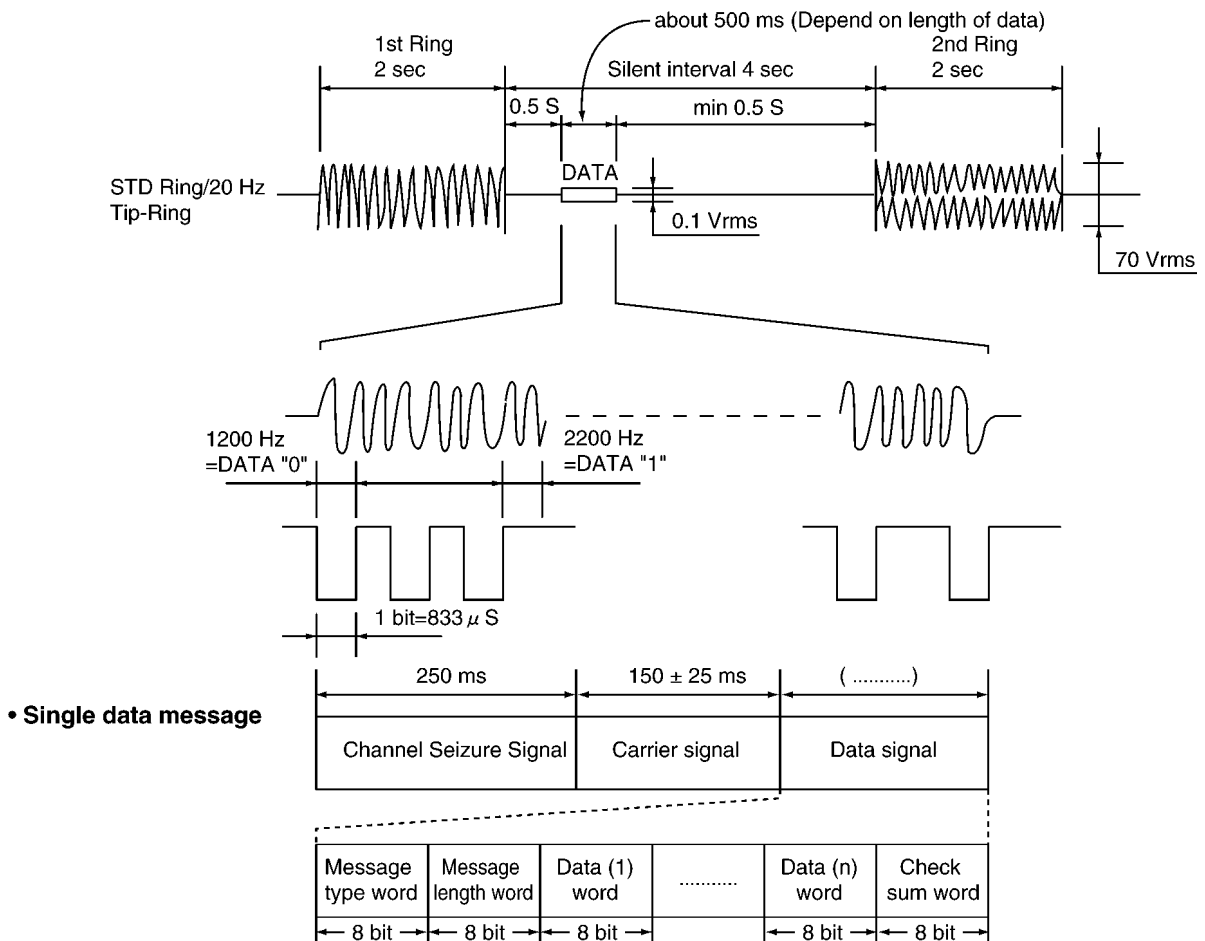 about 500 ms (Depend on length of data)
1st Ring
2 sec
Silent interval 4 sec
2nd Ring
2 sec
0.5 S
min 0.5 S
DATA
STD Ring/20 Hz
Tip-Ring
0.1 Vrms
70 Vrms
1200 Hz
=DATA "0"
2200 Hz
=DATA "1"
1 bit=833 μ S
250 ms
150 ± 25 ms
( ...........)
• Single data message
Channel Seizure Signal
Carrier signal
Data signal
Message
type word
Message
length word
Data (1)
word
...........
Data (n)
word
Check
sum word
8 bit
8 bit
8 bit
8 bit
8 bit